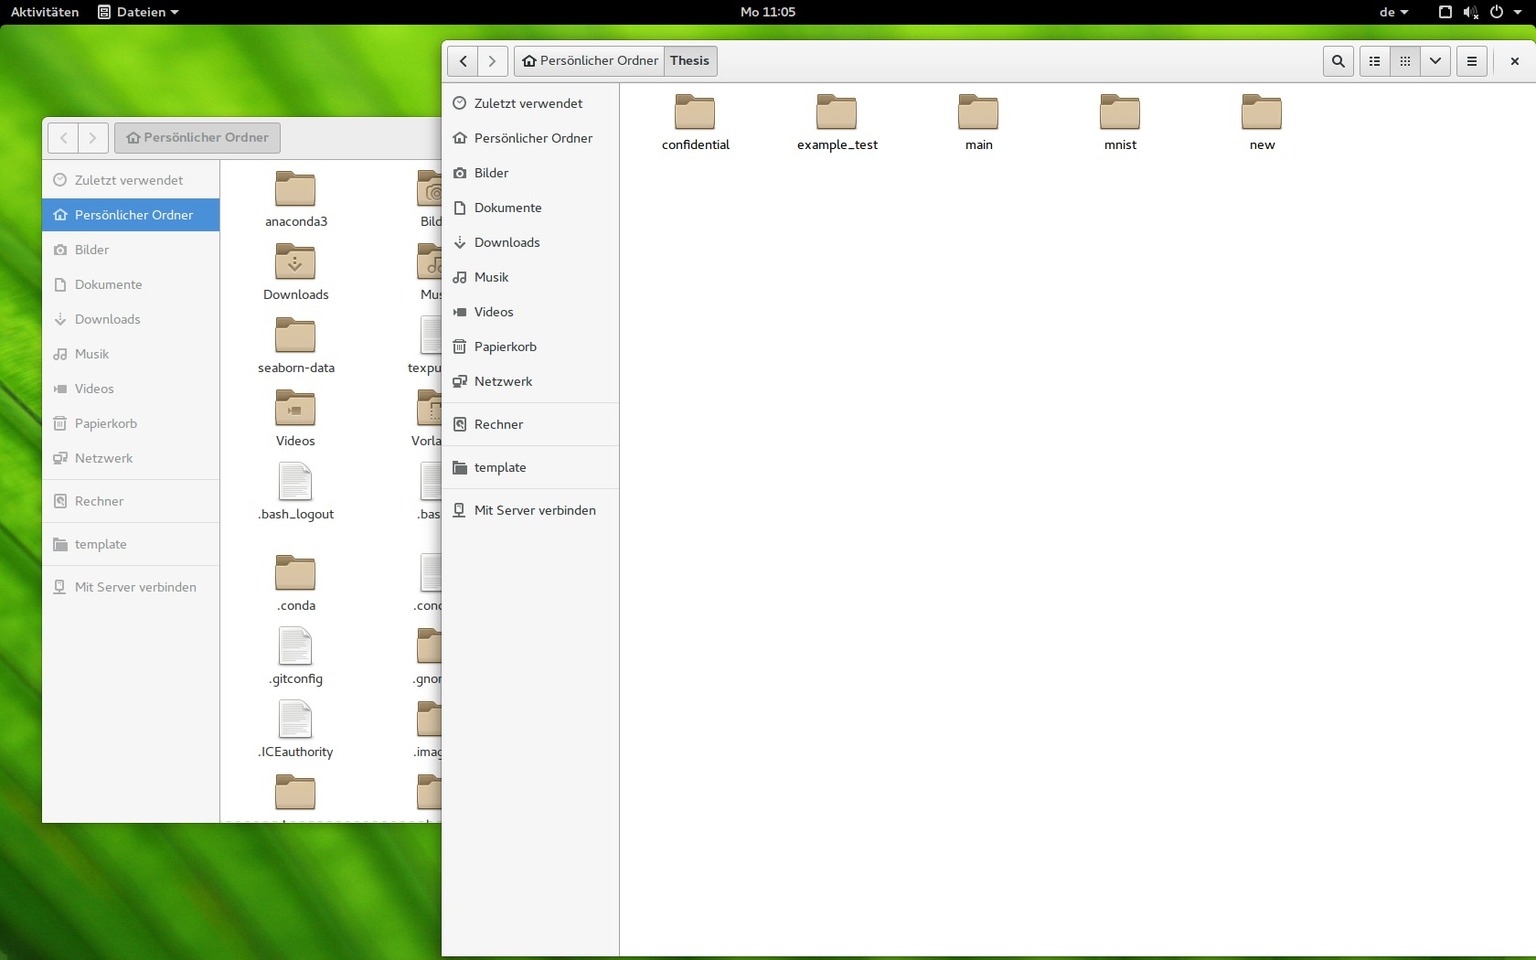 Aktivitäten Dateien Mo 11:05 de
Persönlicher Ordner Thesis
Zuletzt verwendet
Persönlicher Ordner
Bilder
Dokumente
Downloads
Musik
Videos
Papierkorb
Netzwerk
Rechner
template
Mit Server verbinden
confidential example_test main mnist new
Persönlicher Ordner
Zuletzt verwendet
Persönlicher Ordner
Bilder
Dokumente
Downloads
Musik
Videos
Papierkorb
Netzwerk
Rechner
template
Mit Server verbinden
anaconda3 Bild
Downloads Mus
seaborn-data texpu
Videos Vorla
.bash_logout .bas
.conda .cond
.gitconfig .gnor
.ICEauthority .imag